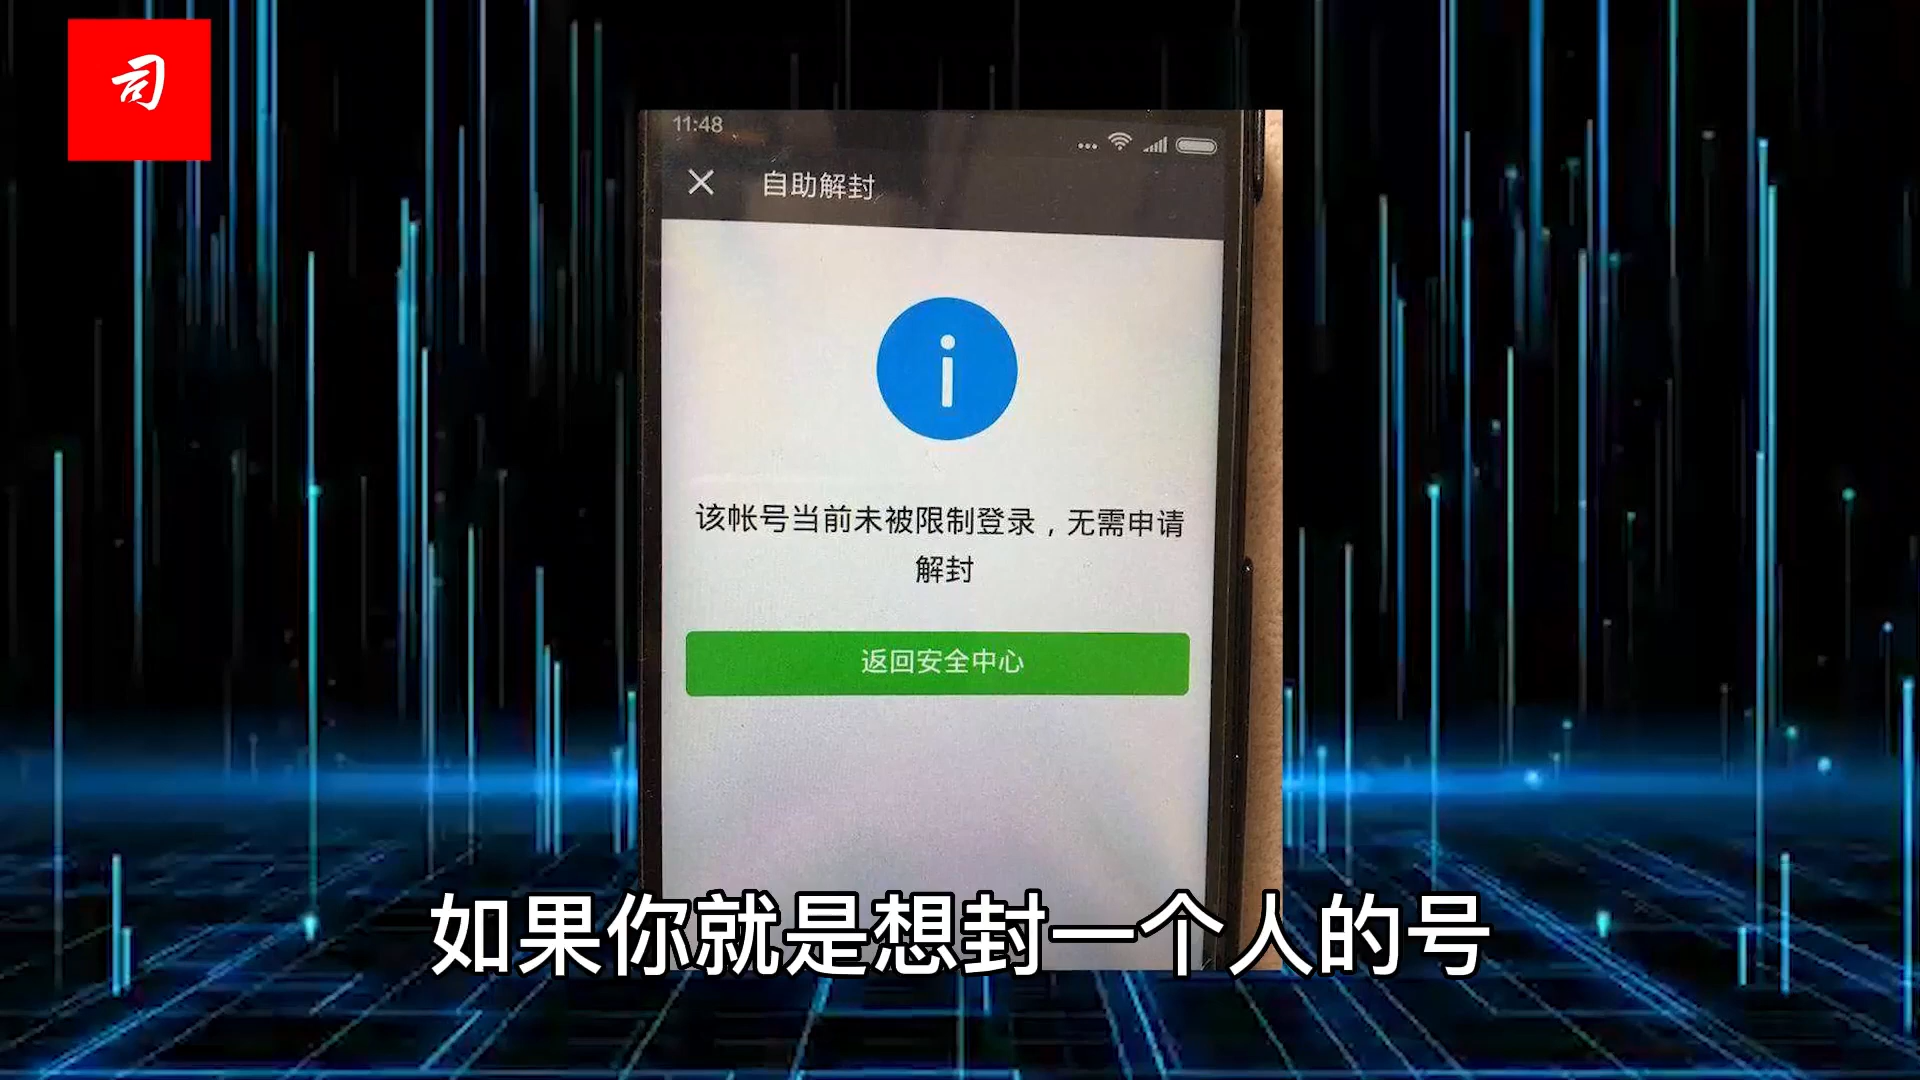 司
11:48
自助解封
该帐号当前未被限制登录，无需申请
解封
返回安全中心
如果你就是想封一个人的号